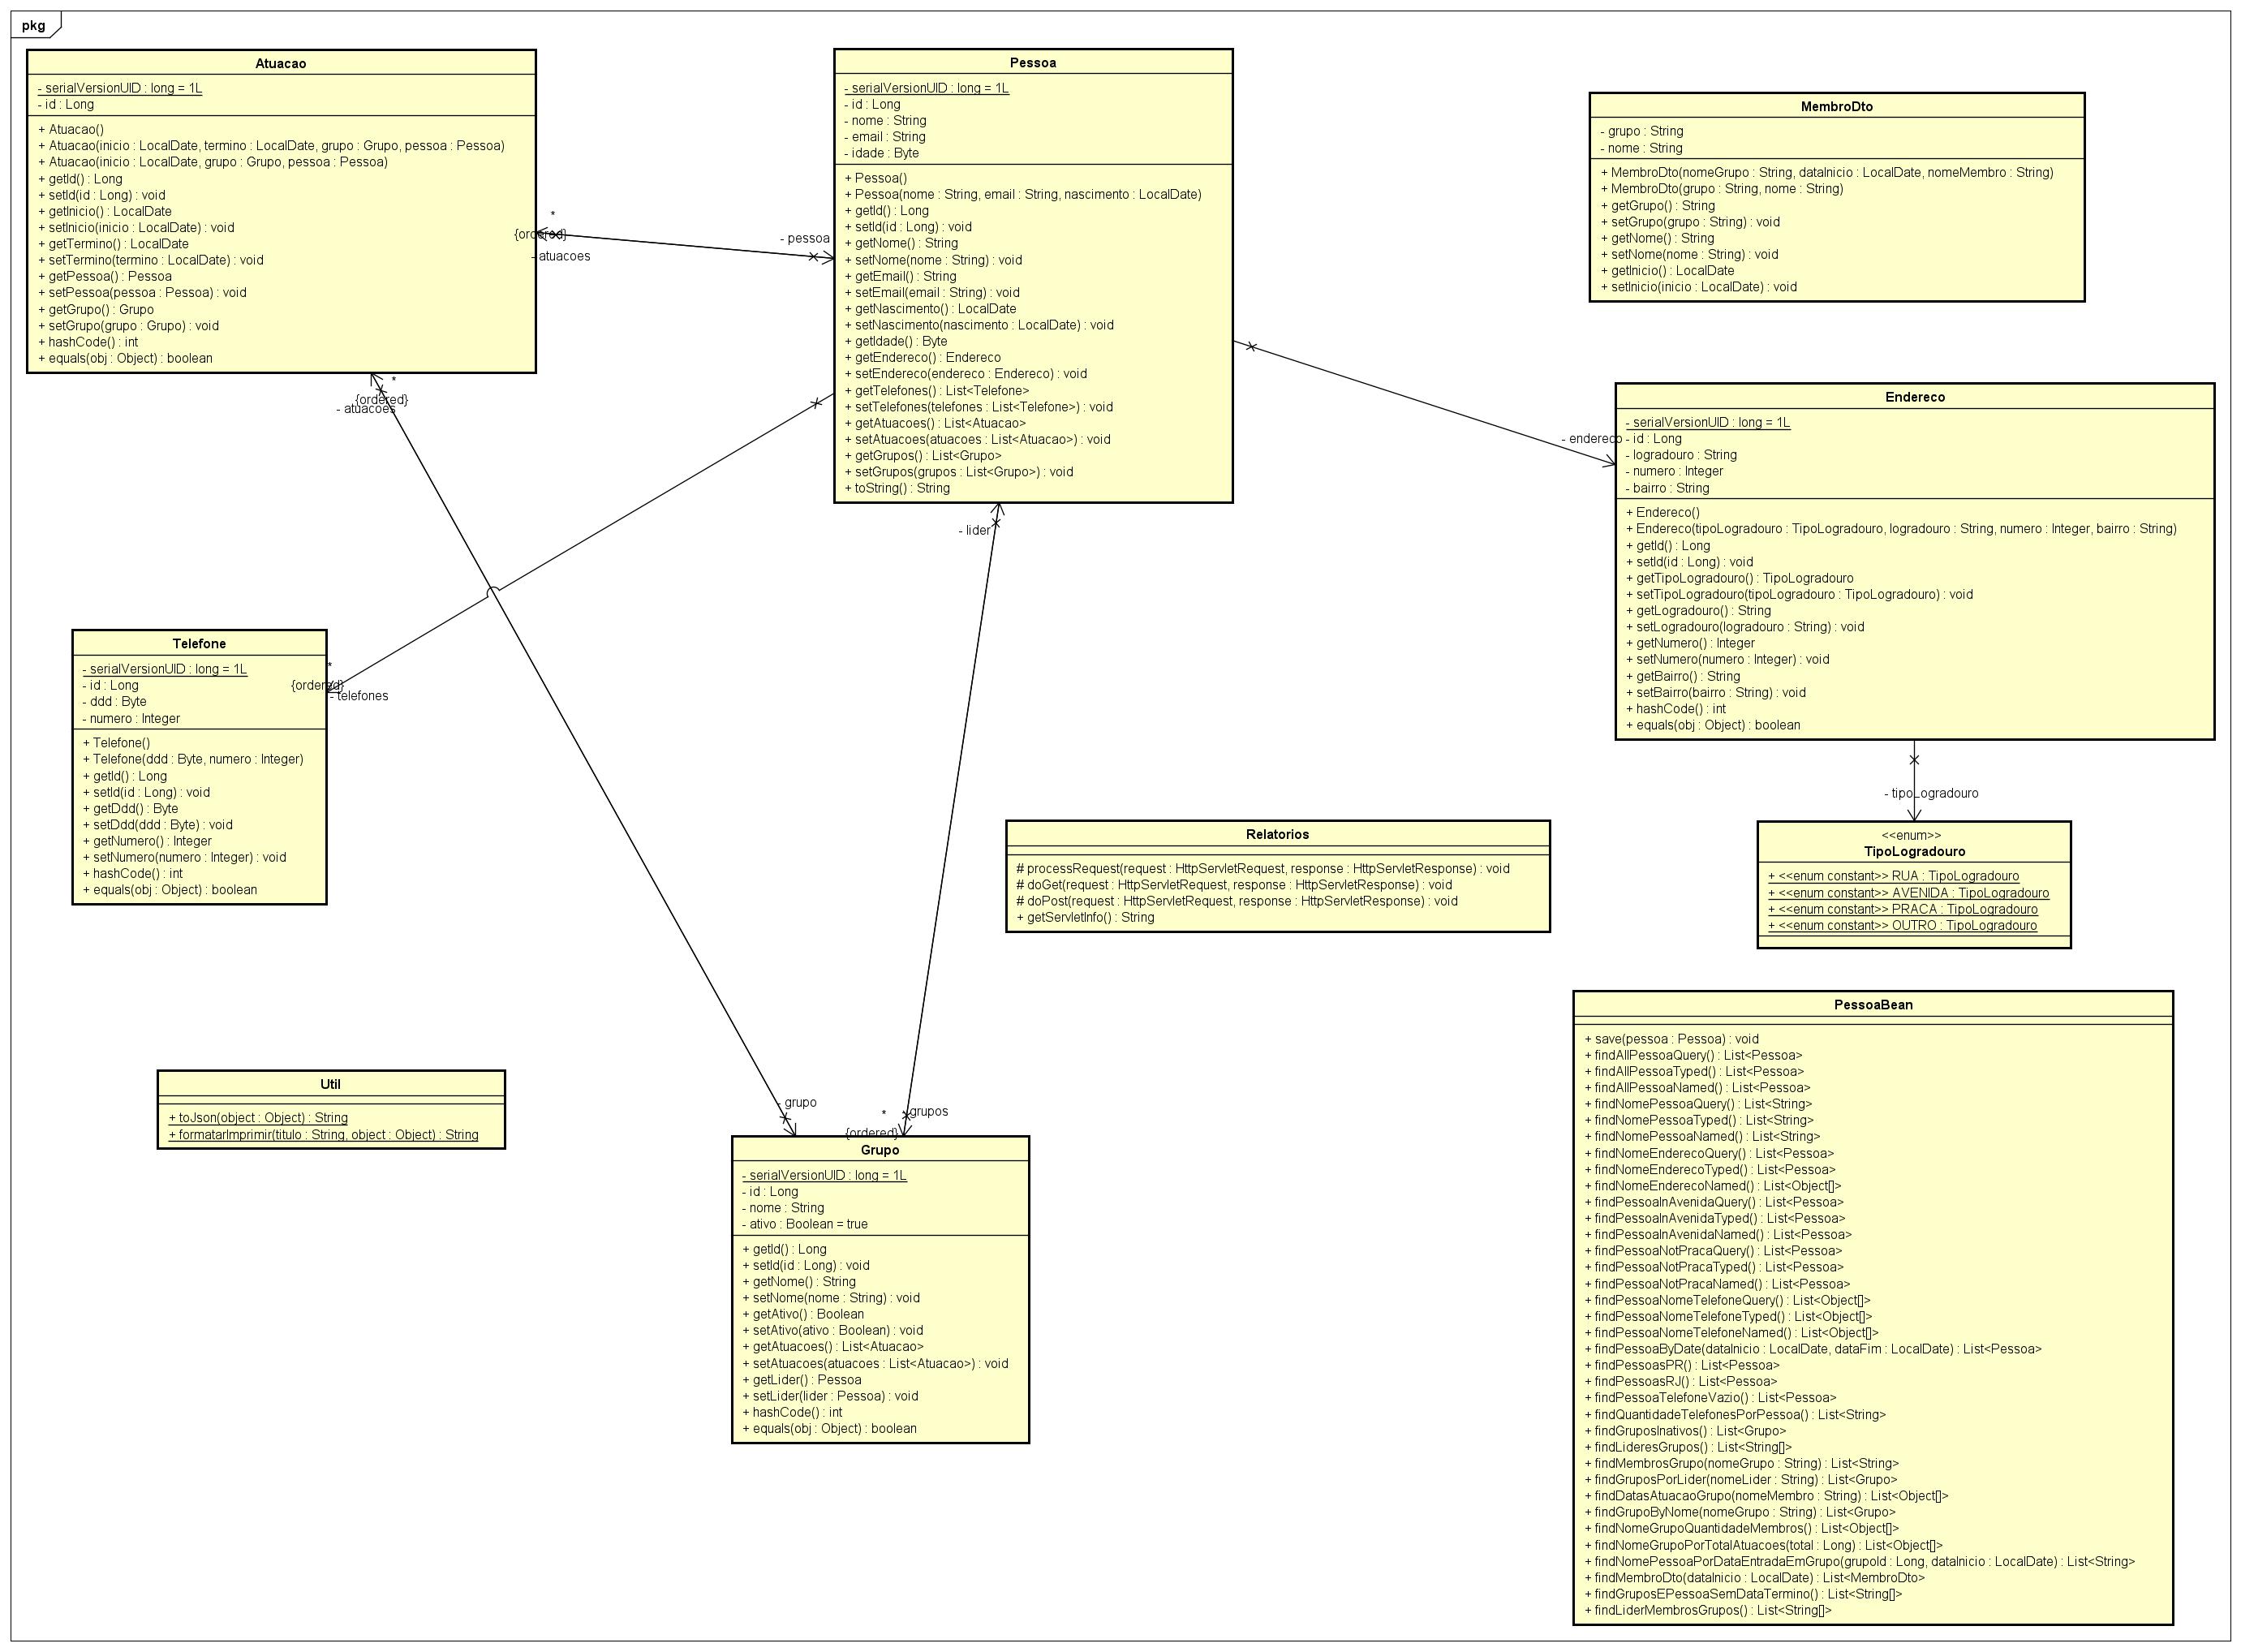 pkg
Atuacao
- serialVersionUID : long = 1L
- id : Long
+ Atuacao()
+ Atuacao(inicio : LocalDate, termino : LocalDate, grupo : Grupo, pessoa : Pessoa)
+ Atuacao(inicio : LocalDate, grupo : Grupo, pessoa : Pessoa)
+ getId() : Long
+ setId(id : Long) : void
+ getInicio() : LocalDate
+ setInicio(inicio : LocalDate) : void
+ getTermino() : LocalDate
+ setTermino(termino : LocalDate) : void
+ getPessoa() : Pessoa
+ setPessoa(pessoa : Pessoa) : void
+ getGrupo() : Grupo
+ setGrupo(grupo : Grupo) : void
+ hashCode() : int
+ equals(obj : Object) : boolean
*
{ordered}
- atuacoes
- pessoa
*
{ordered}
- atuacoes
Pessoa
- serialVersionUID : long = 1L
- id : Long
- nome : String
- email : String
- idade : Byte
+ Pessoa()
+ Pessoa(nome : String, email : String, nascimento : LocalDate)
+ getId() : Long
+ setId(id : Long) : void
+ getNome() : String
+ setNome(nome : String) : void
+ getEmail() : String
+ setEmail(email : String) : void
+ getNascimento() : LocalDate
+ setNascimento(nascimento : LocalDate) : void
+ getIdade() : Byte
+ getEndereco() : Endereco
+ setEndereco(endereco : Endereco) : void
+ getTelefones() : List<Telefone>
+ setTelefones(telefones : List<Telefone>) : void
+ getAtuacoes() : List<Atuacao>
+ setAtuacoes(atuacoes : List<Atuacao>) : void
+ getGrupos() : List<Grupo>
+ setGrupos(grupos : List<Grupo>) : void
+ toString() : String
- lider
MembroDto
- grupo : String
- nome : String
+ MembroDto(nomeGrupo : String, dataInicio : LocalDate, nomeMembro : String)
+ MembroDto(grupo : String, nome : String)
+ getGrupo() : String
+ setGrupo(grupo : String) : void
+ getNome() : String
+ setNome(nome : String) : void
+ getInicio() : LocalDate
+ setInicio(inicio : LocalDate) : void
- endereco
Endereco
- serialVersionUID : long = 1L
- id : Long
- logradouro : String
- numero : Integer
- bairro : String
+ Endereco()
+ Endereco(tipoLogradouro : TipoLogradouro, logradouro : String, numero : Integer, bairro : String)
+ getId() : Long
+ setId(id : Long) : void
+ getTipoLogradouro() : TipoLogradouro
+ setTipoLogradouro(tipoLogradouro : TipoLogradouro) : void
+ getLogradouro() : String
+ setLogradouro(logradouro : String) : void
+ getNumero() : Integer
+ setNumero(numero : Integer) : void
+ getBairro() : String
+ setBairro(bairro : String) : void
+ hashCode() : int
+ equals(obj : Object) : boolean
- tipoLogradouro
Telefone
- serialVersionUID : long = 1L
- id : Long
- ddd : Byte
- numero : Integer
+ Telefone()
+ Telefone(ddd : Byte, numero : Integer)
+ getId() : Long
+ setId(id : Long) : void
+ getDdd() : Byte
+ setDdd(ddd : Byte) : void
+ getNumero() : Integer
+ setNumero(numero : Integer) : void
+ hashCode() : int
+ equals(obj : Object) : boolean
*
{ordered}
- telefones
Relatorios
# processRequest(request : HttpServletRequest, response : HttpServletResponse) : void
# doGet(request : HttpServletRequest, response : HttpServletResponse) : void
# doPost(request : HttpServletRequest, response : HttpServletResponse) : void
+ getServletInfo() : String
<<enum>>
TipoLogradouro
+ <<enum constant>> RUA : TipoLogradouro
+ <<enum constant>> AVENIDA : TipoLogradouro
+ <<enum constant>> PRACA : TipoLogradouro
+ <<enum constant>> OUTRO : TipoLogradouro
Util
+ toJson(object : Object) : String
+ formatarImprimir(titulo : String, object : Object) : String
- grupo
*
- grupos
{ordered}
Grupo
- serialVersionUID : long = 1L
- id : Long
- nome : String
- ativo : Boolean = true
+ getId() : Long
+ setId(id : Long) : void
+ getNome() : String
+ setNome(nome : String) : void
+ getAtivo() : Boolean
+ setAtivo(ativo : Boolean) : void
+ getAtuacoes() : List<Atuacao>
+ setAtuacoes(atuacoes : List<Atuacao>) : void
+ getLider() : Pessoa
+ setLider(lider : Pessoa) : void
+ hashCode() : int
+ equals(obj : Object) : boolean
PessoaBean
+ save(pessoa : Pessoa) : void
+ findAllPessoaQuery() : List<Pessoa>
+ findAllPessoaTyped() : List<Pessoa>
+ findAllPessoaNamed() : List<Pessoa>
+ findNomePessoaQuery() : List<String>
+ findNomePessoaTyped() : List<String>
+ findNomePessoaNamed() : List<String>
+ findNomeEnderecoQuery() : List<Pessoa>
+ findNomeEnderecoTyped() : List<Pessoa>
+ findNomeEnderecoNamed() : List<Object[]>
+ findPessoaInAvenidaQuery() : List<Pessoa>
+ findPessoaInAvenidaTyped() : List<Pessoa>
+ findPessoaInAvenidaNamed() : List<Pessoa>
+ findPessoaNotPracaQuery() : List<Pessoa>
+ findPessoaNotPracaTyped() : List<Pessoa>
+ findPessoaNotPracaNamed() : List<Pessoa>
+ findPessoaNomeTelefoneQuery() : List<Object[]>
+ findPessoaNomeTelefoneTyped() : List<Object[]>
+ findPessoaNomeTelefoneNamed() : List<Object[]>
+ findPessoaByDate(dataInicio : LocalDate, dataFim : LocalDate) : List<Pessoa>
+ findPessoasPR() : List<Pessoa>
+ findPessoasRJ() : List<Pessoa>
+ findPessoaTelefoneVazio() : List<Pessoa>
+ findQuantidadeTelefonesPorPessoa() : List<String>
+ findGruposInativos() : List<Grupo>
+ findLideresGrupos() : List<String[]>
+ findMembrosGrupo(nomeGrupo : String) : List<String>
+ findGruposPorLider(nomeLider : String) : List<Grupo>
+ findDatasAtuacaoGrupo(nomeMembro : String) : List<Object[]>
+ findGrupoByNome(nomeGrupo : String) : List<Grupo>
+ findNomeGrupoQuantidadeMembros() : List<Object[]>
+ findNomeGrupoPorTotalAtuacoes(total : Long) : List<Object[]>
+ findNomePessoaPorDataEntradaEmGrupo(grupoId : Long, dataInicio : LocalDate) : List<String>
+ findMembroDto(dataInicio : LocalDate) : List<MembroDto>
+ findGruposEPessoaSemDataTermino() : List<String[]>
+ findLiderMembrosGrupos() : List<String[]>